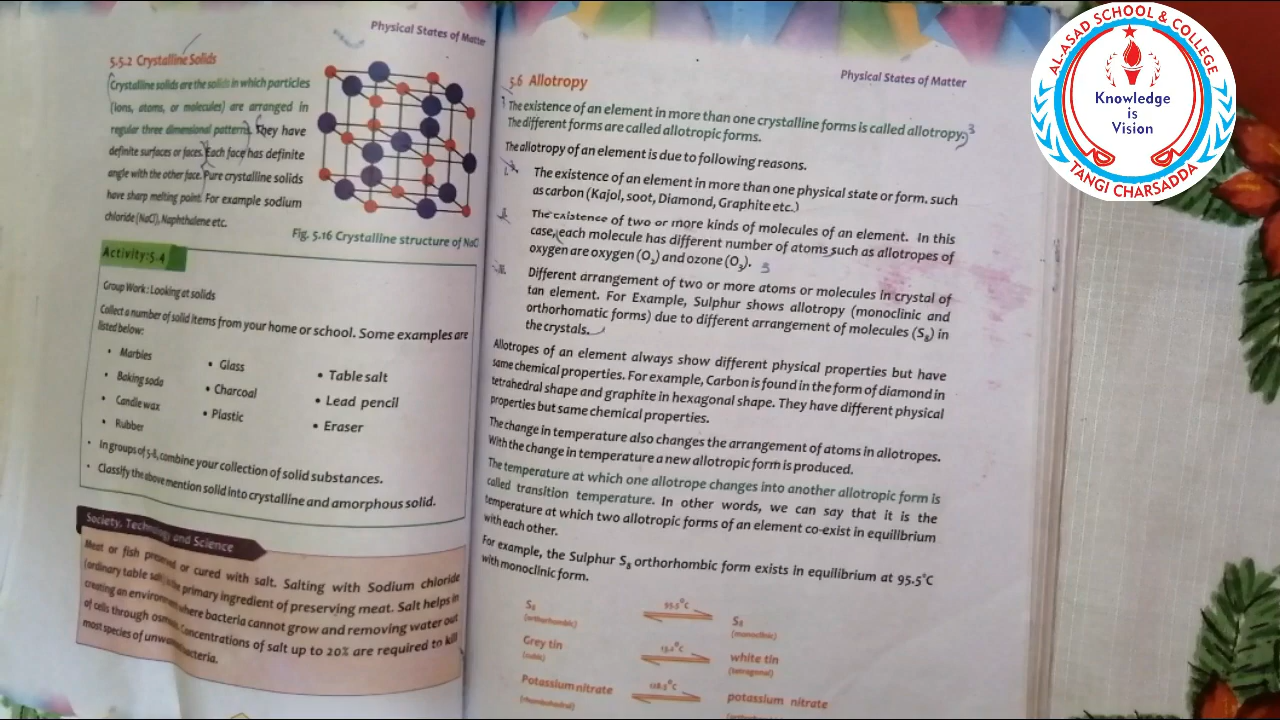 Physical States of Matte
5.5.2 Crystalline Solids
Crystalline solids are the solids in which particles
(ions, atoms, or molecules) are arranged in
regular three dimensional patterns. They have
definite surfaces or faces. Each face has definite
angle with the other face. Pure crystalline solids
have sharp melting point. For example sodium
chloride (NaCl), Naphthalene etc.
Fig. 5.16 Crystalline structure of NaC
Activity:5.4
Group Work : Looking at solids
Collect a number of solid items from your home or school. Some examples are
listed below:
• Marbles
• Baking soda
• Candle wax
• Rubber
• Glass
• Charcoal
• Plastic
• Table salt
• Lead pencil
• Eraser
• In groups of 5-8, combine your collection of solid substances.
• Classify the above mention solid into crystalline and amorphous solid.
Society, Technology and Science
Meat or fish preserved or cured with salt. Salting with Sodium chloride
(ordinary table salt) is the primary ingredient of preserving meat. Salt helps in
creating an environment where bacteria cannot grow and removing water out
of cells through osmosis. Concentrations of salt up to 20% are required to kill
most species of unwanted bacteria.
Physical States of Matter
5.6 Allotropy
The existence of an element in more than one crystalline forms is called allotropy. 3
The different forms are called allotropic forms.
The allotropy of an element is due to following reasons.
i. The existence of an element in more than one physical state or form. such
as carbon (Kajol, soot, Diamond, Graphite etc.)
The existence of two or more kinds of molecules of an element. In this
case, each molecule has different number of atoms such as allotropes of
oxygen are oxygen (O₂) and ozone (O₃). 3
iii. Different arrangement of two or more atoms or molecules in crystal of
tan element. For Example, Sulphur shows allotropy (monoclinic and
orthorhomatic forms) due to different arrangement of molecules (S₈) in
the crystals.
Allotropes of an element always show different physical properties but have
same chemical properties. For example, Carbon is found in the form of diamond in
tetrahedral shape and graphite in hexagonal shape. They have different physical
properties but same chemical properties.
The change in temperature also changes the arrangement of atoms in allotropes.
With the change in temperature a new allotropic form is produced.
The temperature at which one allotrope changes into another allotropic form is
called transition temperature. In other words, we can say that it is the
temperature at which two allotropic forms of an element co-exist in equilibrium
with each other.
For example, the Sulphur S₈ orthorhombic form exists in equilibrium at 95.5°C
with monoclinic form.
S₈ 95.5°C S₈
(orthorhombic) (monoclinic)
Grey tin 13.2°C white tin
(cubic) (tetragonal)
Potassium nitrate 128.5°C potassium nitrate
(rhombohedral)
AL-ASAD SCHOOL & COLLEGE
Knowledge
is
Vision
TANGI CHARSADDA